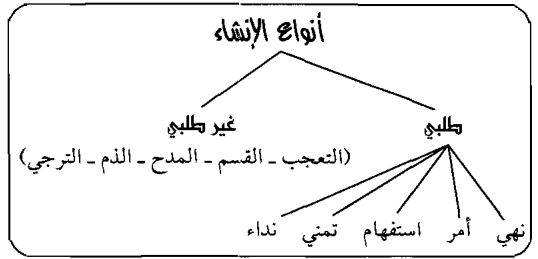 أنواع الإنشاء
طلبي غير طلبي
(التعجب - القسم - المدح - الذم - الترجي)
نهي أمر استفهام تمني نداء